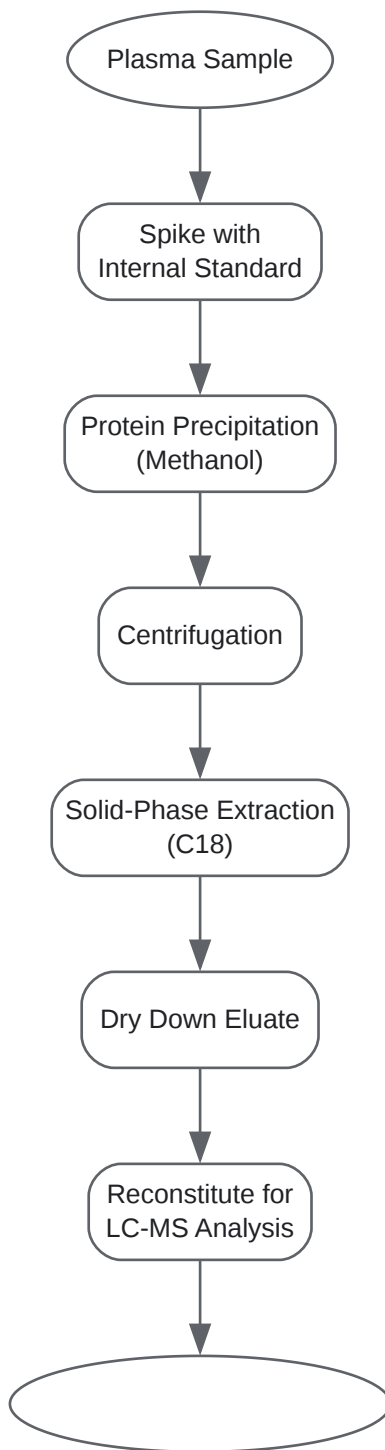 Plasma Sample
Spike with
Internal Standard
Protein Precipitation
(Methanol)
Centrifugation
Solid-Phase Extraction
(C18)
Dry Down Eluate
Reconstitute for
LC-MS Analysis